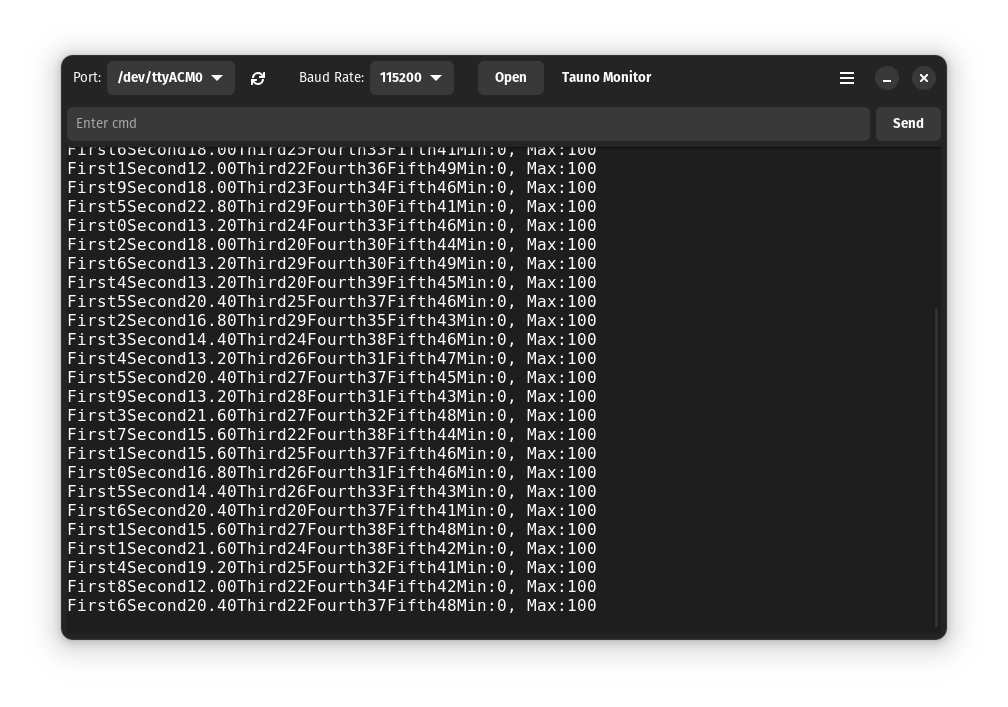 Port: /dev/ttyACM0 Baud Rate: 115200 Open Tauno Monitor
Enter cmd Send
First6Second18.00Third25Fourth33Fifth41Min:0, Max:100
First1Second12.00Third22Fourth36Fifth49Min:0, Max:100
First9Second18.00Third23Fourth34Fifth46Min:0, Max:100
First5Second22.80Third29Fourth30Fifth41Min:0, Max:100
First0Second13.20Third24Fourth33Fifth46Min:0, Max:100
First2Second18.00Third20Fourth30Fifth44Min:0, Max:100
First6Second13.20Third29Fourth30Fifth49Min:0, Max:100
First4Second13.20Third20Fourth39Fifth45Min:0, Max:100
First5Second20.40Third25Fourth37Fifth46Min:0, Max:100
First2Second16.80Third29Fourth35Fifth43Min:0, Max:100
First3Second14.40Third24Fourth38Fifth46Min:0, Max:100
First4Second13.20Third26Fourth31Fifth47Min:0, Max:100
First5Second20.40Third27Fourth37Fifth45Min:0, Max:100
First9Second13.20Third28Fourth31Fifth43Min:0, Max:100
First3Second21.60Third27Fourth32Fifth48Min:0, Max:100
First7Second15.60Third22Fourth38Fifth44Min:0, Max:100
First1Second15.60Third25Fourth37Fifth46Min:0, Max:100
First0Second16.80Third26Fourth31Fifth46Min:0, Max:100
First5Second14.40Third26Fourth33Fifth43Min:0, Max:100
First6Second20.40Third20Fourth37Fifth41Min:0, Max:100
First1Second15.60Third27Fourth38Fifth48Min:0, Max:100
First1Second21.60Third24Fourth38Fifth42Min:0, Max:100
First4Second19.20Third25Fourth32Fifth41Min:0, Max:100
First8Second12.00Third22Fourth34Fifth42Min:0, Max:100
First6Second20.40Third22Fourth37Fifth48Min:0, Max:100